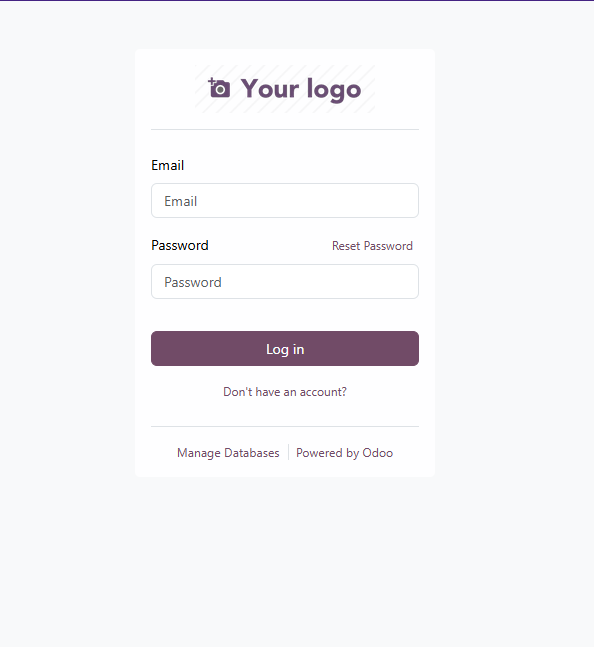 Your logo
Email
Email
Password Reset Password
Password
Log in
Don't have an account?
Manage Databases Powered by Odoo